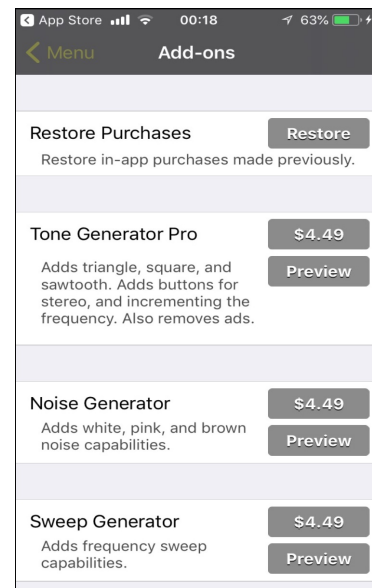 App Store 00:18 63%
Menu Add-ons
Restore Purchases Restore
Restore in-app purchases made previously.
Tone Generator Pro $4.49
Adds triangle, square, and Preview
sawtooth. Adds buttons for
stereo, and incrementing the
frequency. Also removes ads.
Noise Generator $4.49
Adds white, pink, and brown
noise capabilities. Preview
Sweep Generator $4.49
Adds frequency sweep
capabilities. Preview